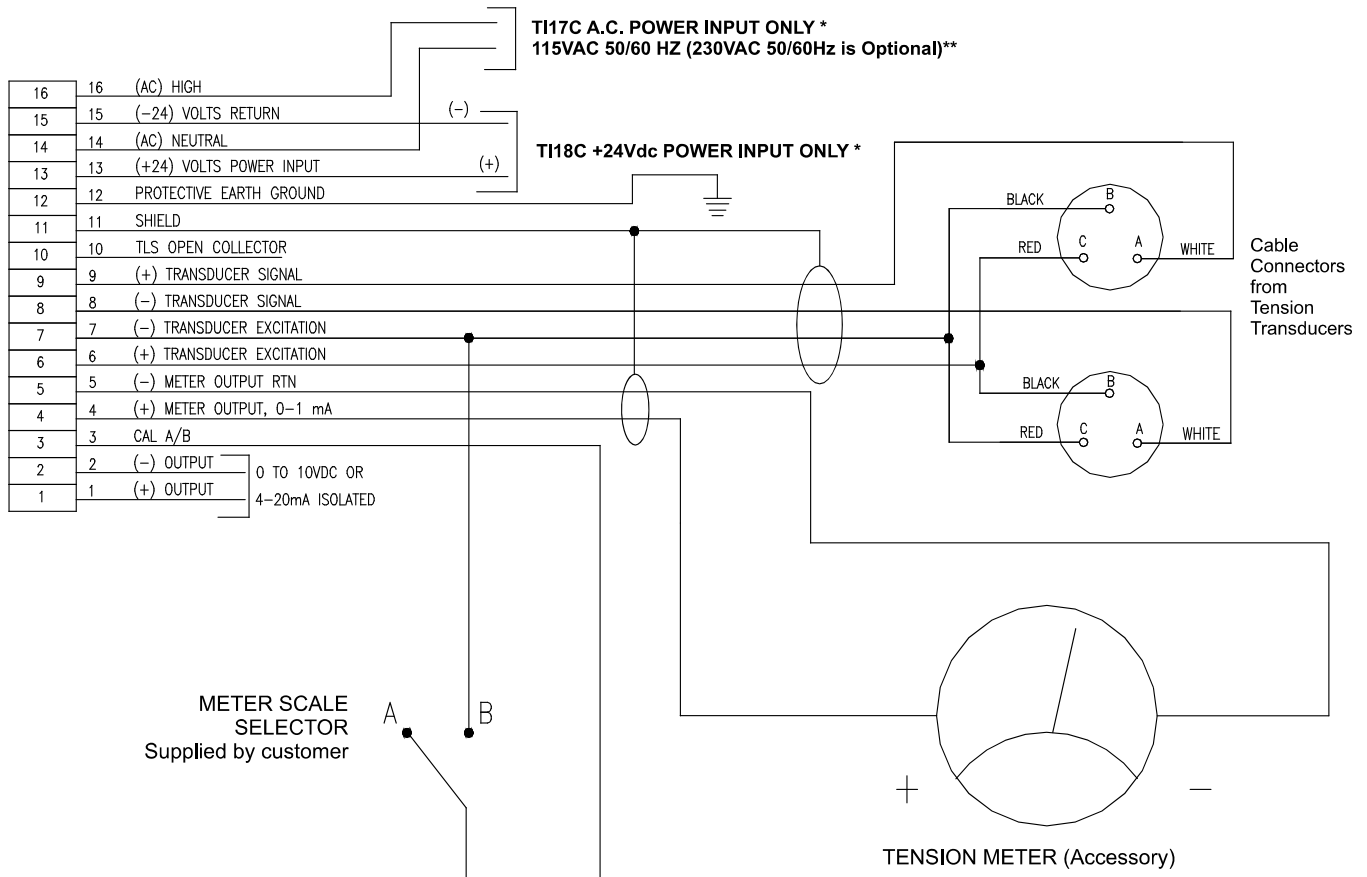 TI17C A.C. POWER INPUT ONLY *
115VAC 50/60 HZ (230VAC 50/60Hz is Optional)**
16 16 (AC) HIGH
15 15 (-24) VOLTS RETURN (-)
14 14 (AC) NEUTRAL
TI18C +24Vdc POWER INPUT ONLY *
13 13 (+24) VOLTS POWER INPUT (+)
12 12 PROTECTIVE EARTH GROUND
11 11 SHIELD
10 10 TLS OPEN COLLECTOR
9 9 (+) TRANSDUCER SIGNAL
8 8 (-) TRANSDUCER SIGNAL
7 7 (-) TRANSDUCER EXCITATION
6 6 (+) TRANSDUCER EXCITATION
5 5 (-) METER OUTPUT RTN
4 4 (+) METER OUTPUT, 0-1 mA
3 3 CAL A/B
2 2 (-) OUTPUT
1 1 (+) OUTPUT
0 TO 10VDC OR
4-20mA ISOLATED
BLACK B
RED C A WHITE
Cable
Connectors
from
Tension
Transducers
BLACK B
RED C A WHITE
METER SCALE
SELECTOR
Supplied by customer
A B
+ -
TENSION METER (Accessory)